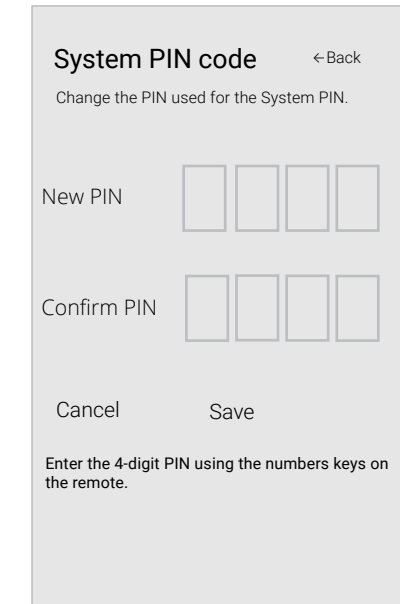 System PIN code ←Back
Change the PIN used for the System PIN.
New PIN
Confirm PIN
Cancel Save
Enter the 4-digit PIN using the numbers keys on
the remote.